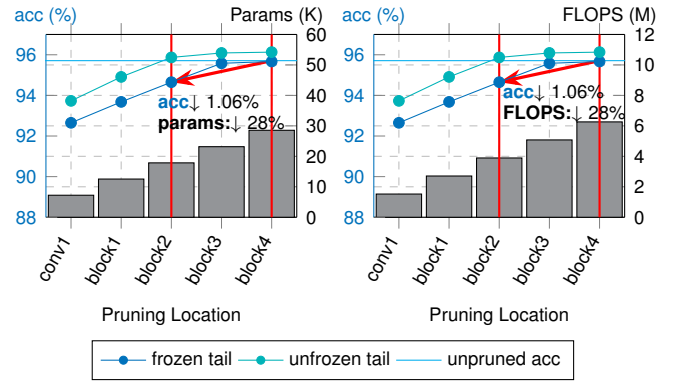 acc (%)
Params (K)
96
94
92
90
88
60
50
40
30
20
10
0
acc↓ 1.06%
params:↓ 28%
conv1
block1
block2
block3
block4
Pruning Location
acc (%)
FLOPS (M)
96
94
92
90
88
12
10
8
6
4
2
0
acc↓ 1.06%
FLOPS:↓ 28%
conv1
block1
block2
block3
block4
Pruning Location
frozen tail
unfrozen tail
unpruned acc